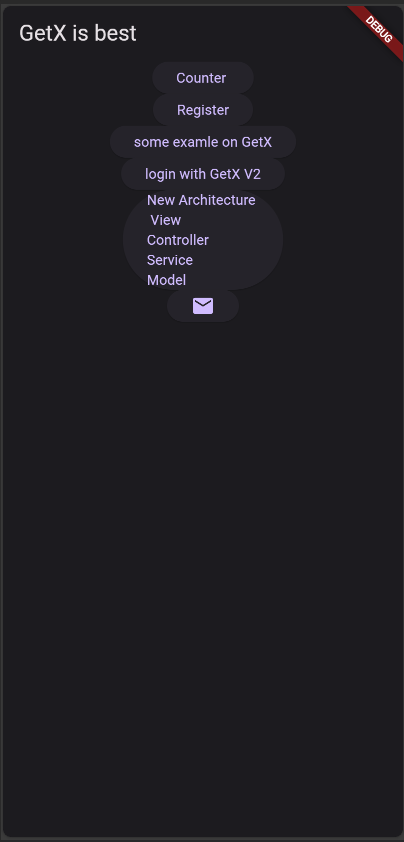 GetX is best
DEBUG
Counter
Register
some examle on GetX
login with GetX V2
New Architecture
View
Controller
Service
Model